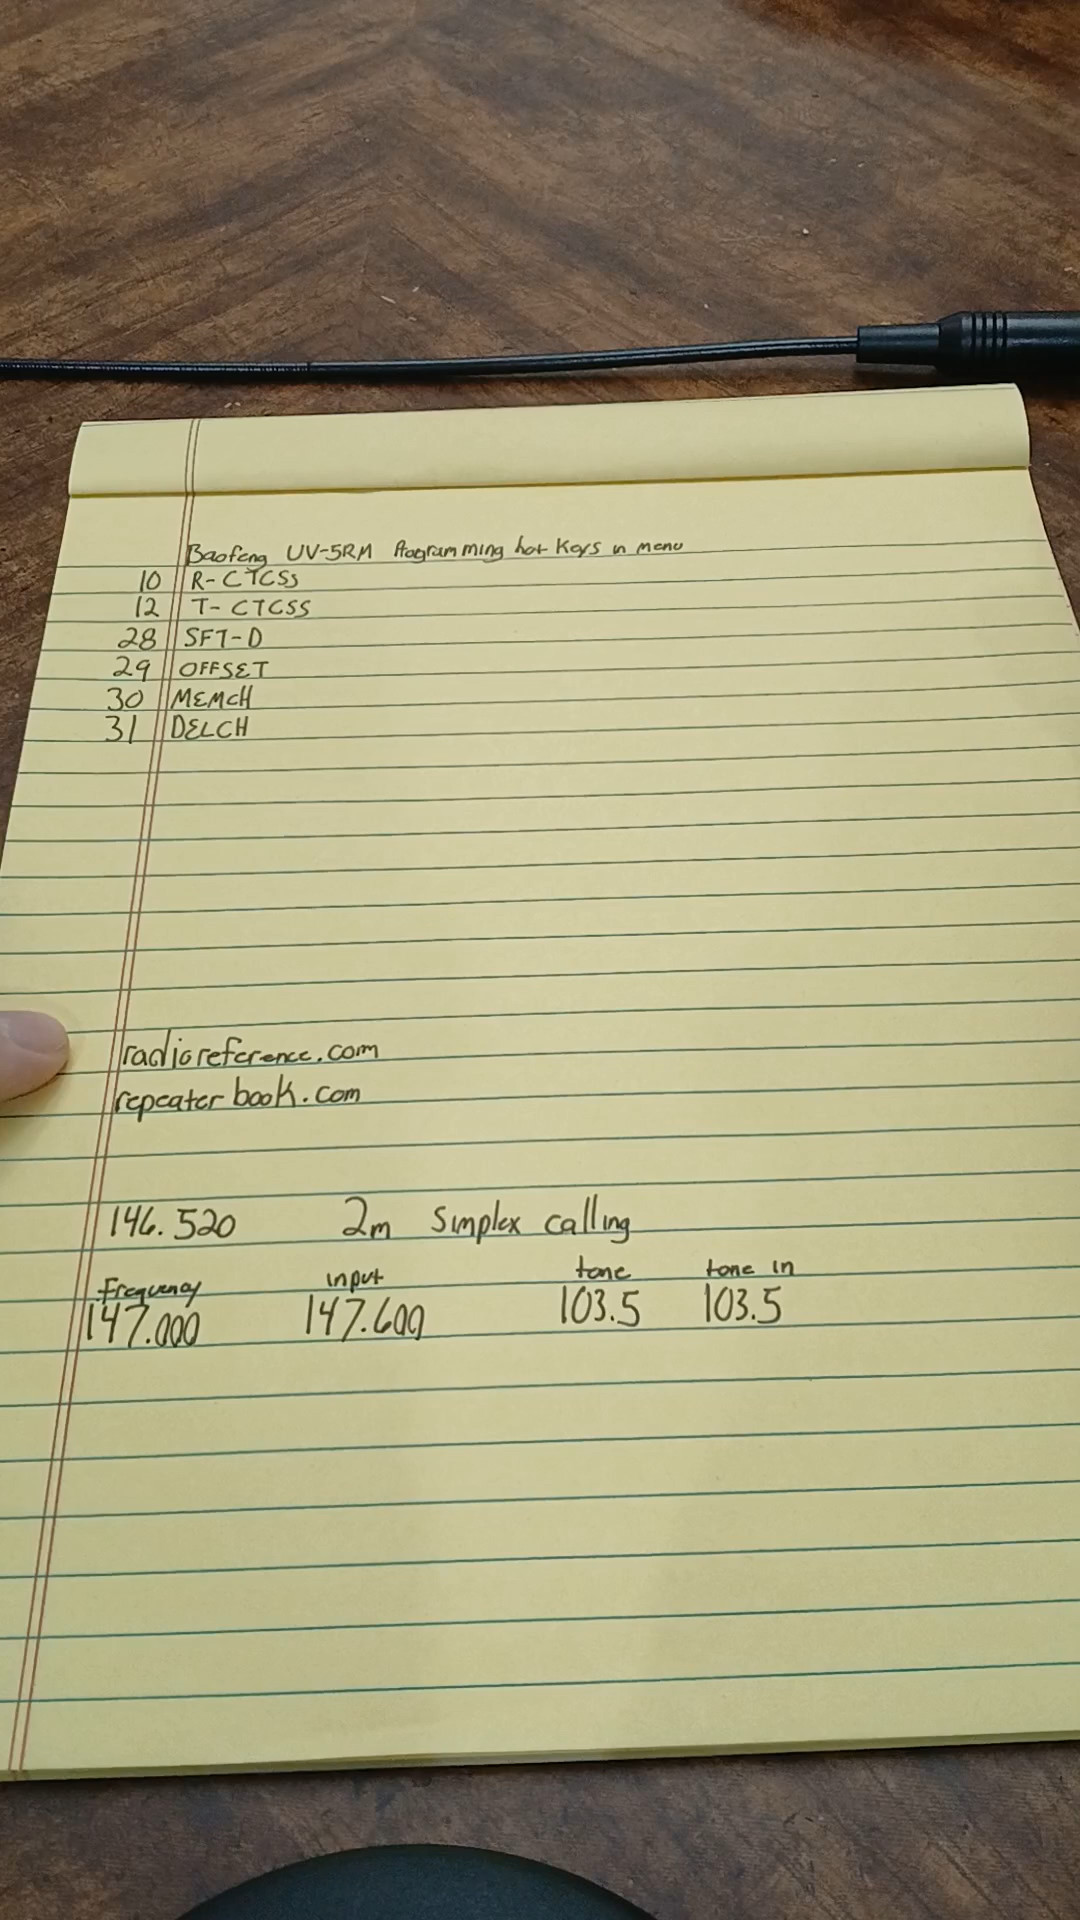 Baofeng UV-5RM Programming hot Keys in menu
10 R-CTCSS
12 T-CTCSS
28 SFT-D
29 OFFSET
30 MEMCH
31 DELCH
radioreference.com
repeaterbook.com
146.520 2m Simplex calling
frequency input tone tone in
147.000 147.600 103.5 103.5